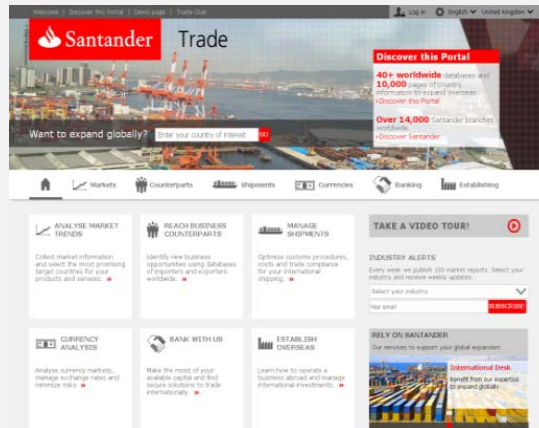 Welcome | Discover this Portal | Demo page | Trade Club
Log in English United Kingdom
Santander Trade
Discover this Portal
40+ worldwide databases and
10,000 pages of country
information to expand overseas
Discover this Portal
Over 14,000 Santander branches
worldwide.
Discover Santander
Want to expand globally? Enter your country of interest GO
Markets Counterparts Shipments Currencies Banking Establishing
ANALYSE MARKET
TRENDS
Collect market information
and select the most promising
target countries for your
products and services. »
REACH BUSINESS
COUNTERPARTS
Identify new business
opportunities using databases
of importers and exporters
worldwide. »
MANAGE
SHIPMENTS
Optimise customs procedures,
costs and trade compliance
for your international
shipping. »
TAKE A VIDEO TOUR!
INDUSTRY ALERTS
Every week we publish 100 market reports. Select your
industry and receive weekly updates.
Select your industry
Your email SUBSCRIBE
CURRENCY
ANALYSIS
Analyse currency markets,
manage exchange rates and
minimize risks. »
BANK WITH US
Make the most of your
available capital and find
secure solutions to trade
internationally. »
ESTABLISH
OVERSEAS
Learn how to operate a
business abroad and manage
international investments. »
RELY ON SANTANDER
Our services to support your global expansion.
International Desk
Benefit from our expertise
to expand globally.